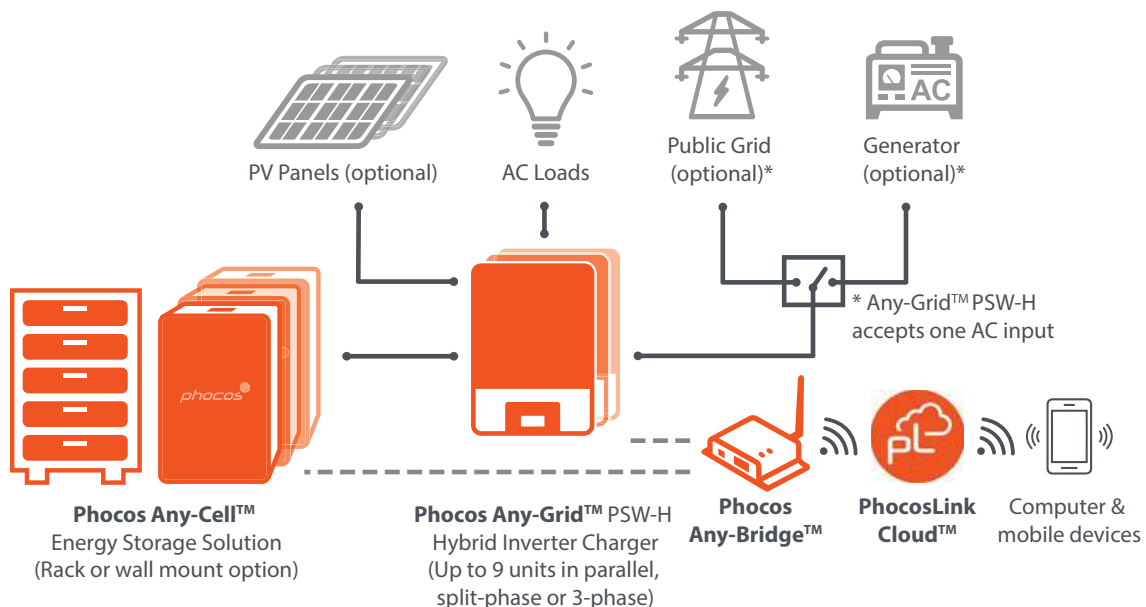 AC
PV Panels (optional)
AC Loads
Public Grid
(optional)*
Generator
(optional)*
* Any-Grid™ PSW-H
accepts one AC input
phocos
pL
Phocos Any-Cell™
Energy Storage Solution
(Rack or wall mount option)
Phocos Any-Grid™ PSW-H
Hybrid Inverter Charger
(Up to 9 units in parallel,
split-phase or 3-phase)
Phocos
Any-Bridge™
PhocosLink
Cloud™
Computer &
mobile devices